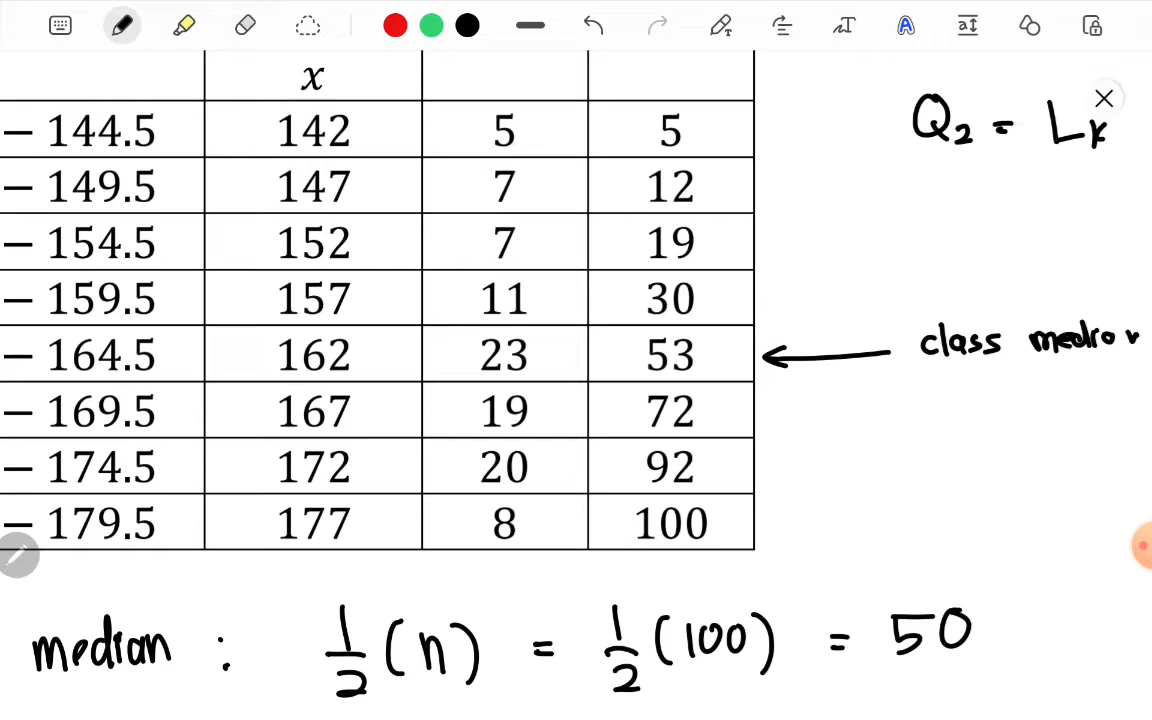 x
Q₂ = Lₖ
– 144.5 142 5 5
– 149.5 147 7 12
– 154.5 152 7 19
– 159.5 157 11 30
– 164.5 162 23 53
class
– 169.5 167 19 72
– 174.5 172 20 92
– 179.5 177 8 100
median : 1/2 (n) = 1/2 (100) = 50